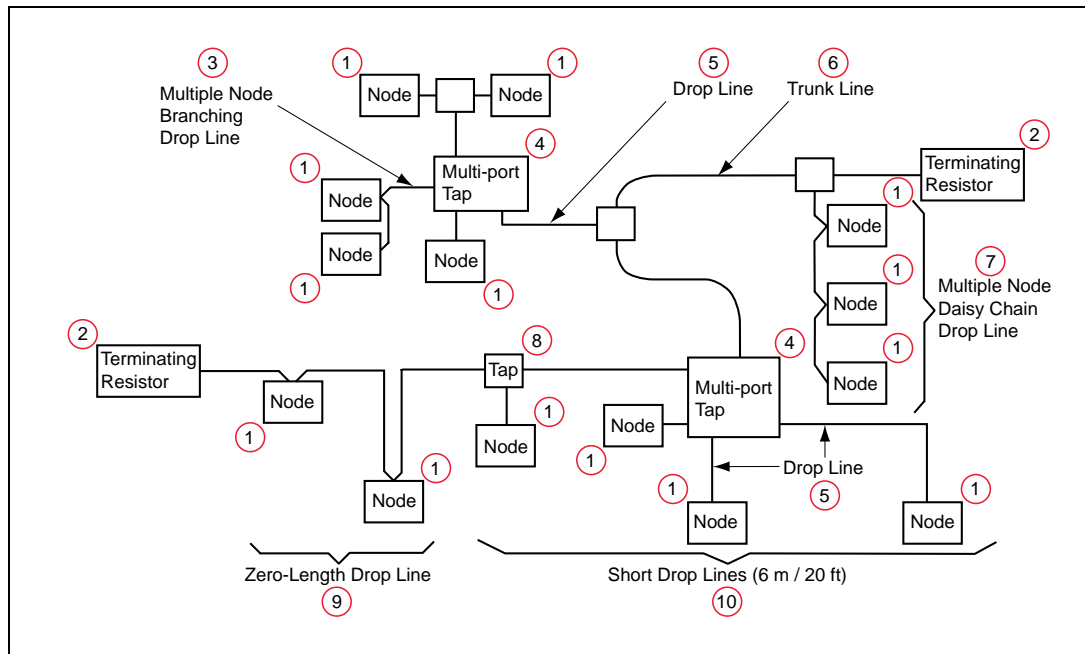 3
Multiple Node
Branching
Drop Line
1
Node
1
Node
5
Drop Line
6
Trunk Line
4
Multi-port
Tap
2
Terminating
Resistor
1
Node
Node
1
Node
1
1
Node
1
Node
1
Node
7
Multiple Node
Daisy Chain
Drop Line
2
Terminating
Resistor
Node
1
1
Node
8
Tap
1
Node
4
Multi-port
Tap
Node
1
Drop Line
5
1
Node
1
Node
Zero-Length Drop Line
9
Short Drop Lines (6 m / 20 ft)
10